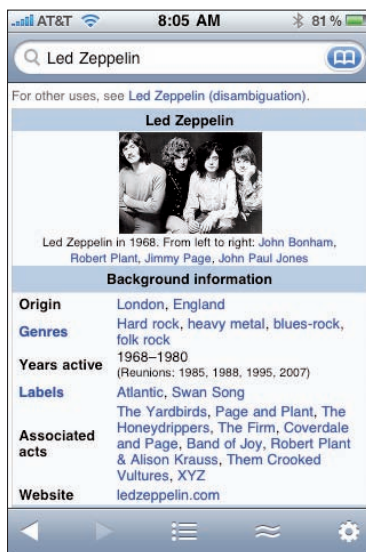 AT&T 8:05 AM 81 %
Led Zeppelin
For other uses, see Led Zeppelin (disambiguation).
Led Zeppelin
Led Zeppelin in 1968. From left to right: John Bonham,
Robert Plant, Jimmy Page, John Paul Jones
Background information
Origin London, England
Genres Hard rock, heavy metal, blues-rock,
folk rock
Years active 1968–1980
(Reunions: 1985, 1988, 1995, 2007)
Labels Atlantic, Swan Song
Associated acts The Yardbirds, Page and Plant, The
Honeydrippers, The Firm, Coverdale
and Page, Band of Joy, Robert Plant
& Alison Krauss, Them Crooked
Vultures, XYZ
Website ledzeppelin.com